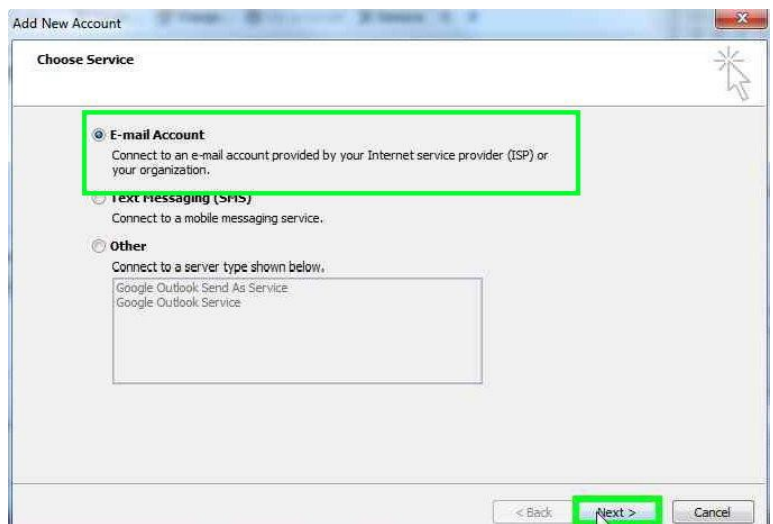 Add New Account
Choose Service
E-mail Account
Connect to an e-mail account provided by your Internet service provider (ISP) or
your organization.
Text Messaging (SMS)
Connect to a mobile messaging service.
Other
Connect to a server type shown below.
Google Outlook Send As Service
Google Outlook Service
< Back Next > Cancel